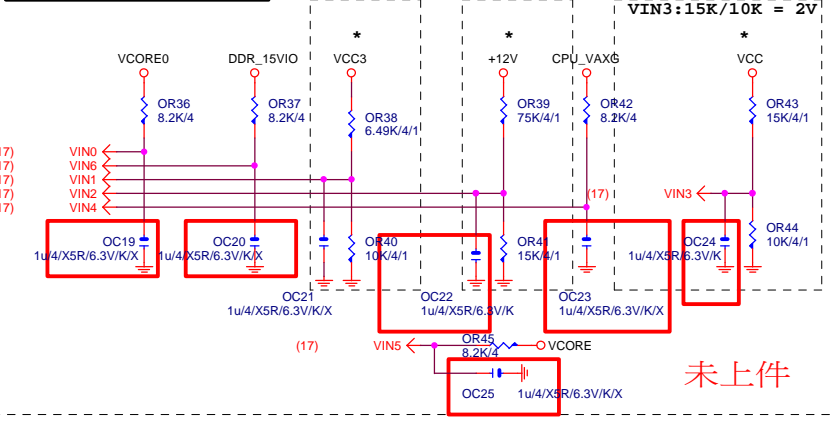 VIN3:15K/10K = 2V
*
*
*
VCORE0
DDR_15VIO
VCC3
+12V
CPU_VAXG
VCC
OR36
8.2K/4
OR37
8.2K/4
OR38
6.49K/4/1
OR39
75K/4/1
OR42
8.2K/4
OR43
15K/4/1
17)
VIN0
17)
VIN6
17)
VIN1
17)
VIN2
17)
VIN4
(17)
VIN3
OC19
1u/4/X5R/6.3V/K/X
OC20
1u/4/X5R/6.3V/K/X
OR40
10K/4/1
OR41
15K/4/1
OC24
1u/4/X5R/6.3V/K
OR44
10K/4/1
OC21
1u/4/X5R/6.3V/K/X
OC22
1u/4/X5R/6.3V/K
OC23
1u/4/X5R/6.3V/K/X
(17)
VIN5
OR45
8.2K/4
VCORE
OC25
1u/4/X5R/6.3V/K/X
未上件